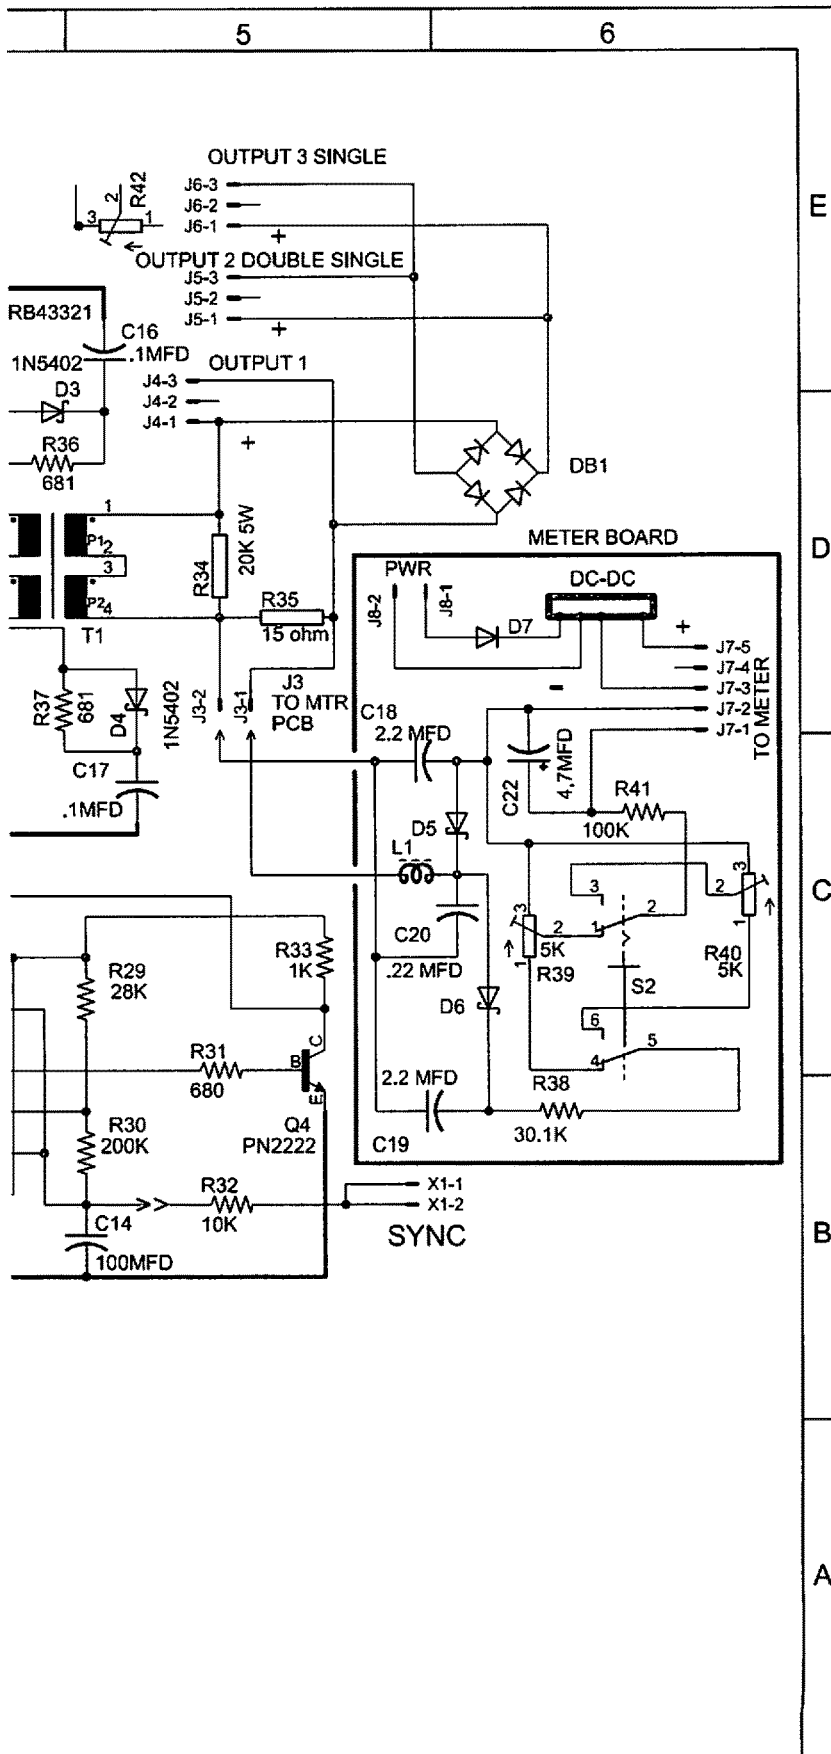 5
6
OUTPUT 3 SINGLE
R42
J6-3
2
J6-2
3
1
J6-1
E
+
OUTPUT 2 DOUBLE SINGLE
J5-3
J5-2
J5-1
+
RB43321
C16
.1MFD
1N5402
OUTPUT 1
J4-3
D3
J4-2
J4-1
+
R36
681
DB1
1
P1
2
3
P2
4
T1
R34
20K 5W
R35
15 ohm
METER BOARD
D
PWR
DC-DC
J8-2
J8-1
D7
+
J7-5
J7-4
-
J7-3
J7-2
J7-1
TO METER
R37
681
D4
1N5402
J3-2
J3-1
J3
TO MTR
PCB
C18
2.2 MFD
C17
.1MFD
C22
+
4,7MFD
R41
100K
D5
L1
C
3
2
3
2
1
R40
5K
3
2
1
1
5K
R39
C20
.22 MFD
S2
D6
6
5
4
R33
1K
R29
28K
C
B
E
R31
680
Q4
PN2222
2.2 MFD
C19
R38
30.1K
R30
200K
R32
10K
X1-1
X1-2
SYNC
C14
100MFD
B
A